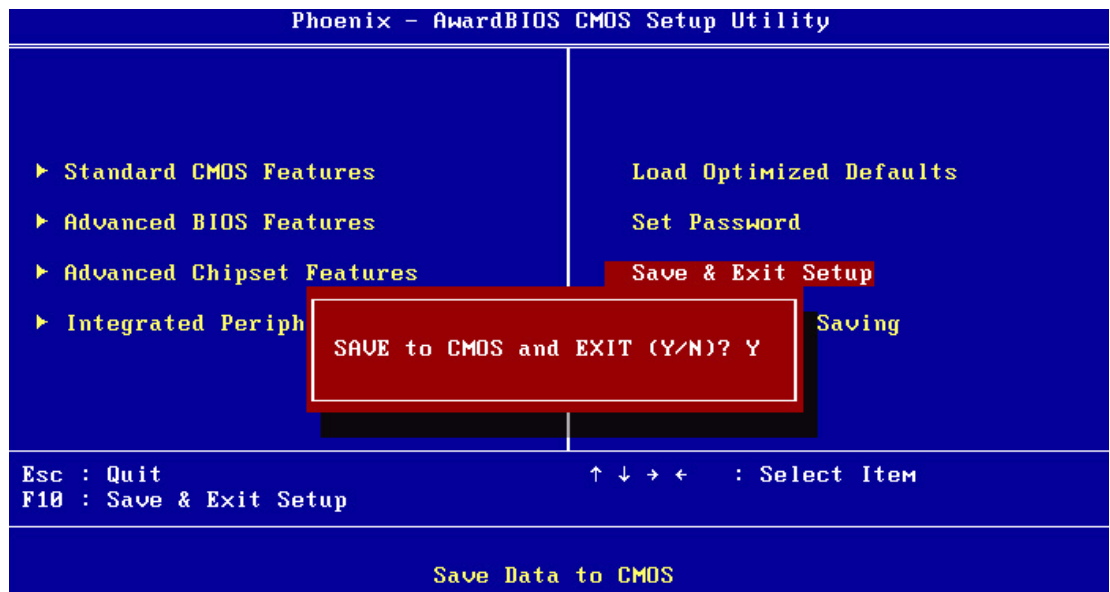 Phoenix - AwardBIOS CMOS Setup Utility
Standard CMOS Features
Advanced BIOS Features
Advanced Chipset Features
Integrated Periph
Load Optimized Defaults
Set Password
Save & Exit Setup
Saving
SAVE to CMOS and EXIT (Y/N)? Y
Esc : Quit
F10 : Save & Exit Setup
↑ ↓ → ← : Select Item
Save Data to CMOS